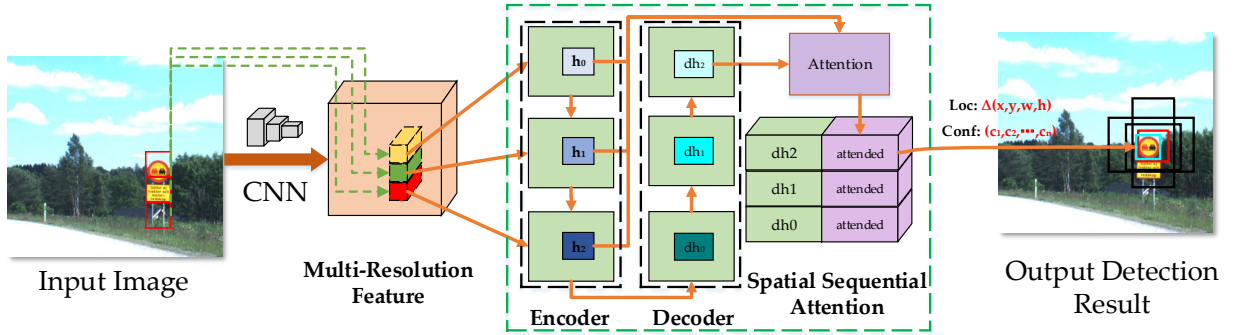 Input Image
CNN
Multi-Resolution
Feature
h₀
h₁
h₂
Encoder
dh₂
dh₁
dh₀
Decoder
Attention
dh2 attended
dh1 attended
dh0 attended
Spatial Sequential
Attention
Loc: Δ(x,y,w,h)
Conf: (c₁,c₂,┅,cₙ)
Output Detection
Result